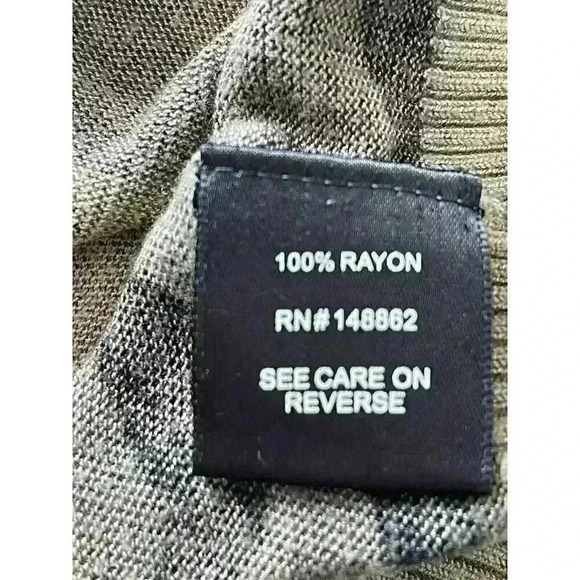 100% RAYON
RN# 148862
SEE CARE ON
REVERSE